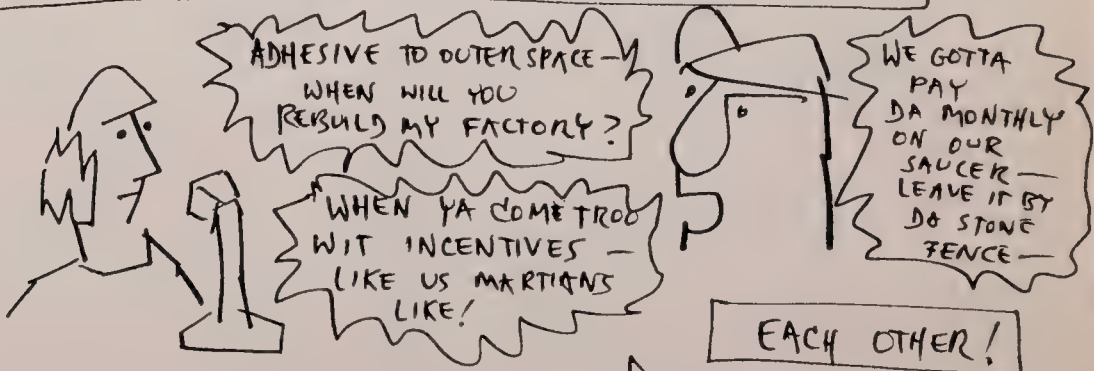 ADHESIVE TO OUTER SPACE—
WHEN WILL YOU
REBUILD MY FACTORY?
WHEN YA COME TROO
WIT INCENTIVES —
LIKE US MARTIANS
LIKE!
WE GOTTA
PAY
DA MONTHLY
ON OUR
SAUCER —
LEAVE IT BY
DA STONE
FENCE —
EACH OTHER!